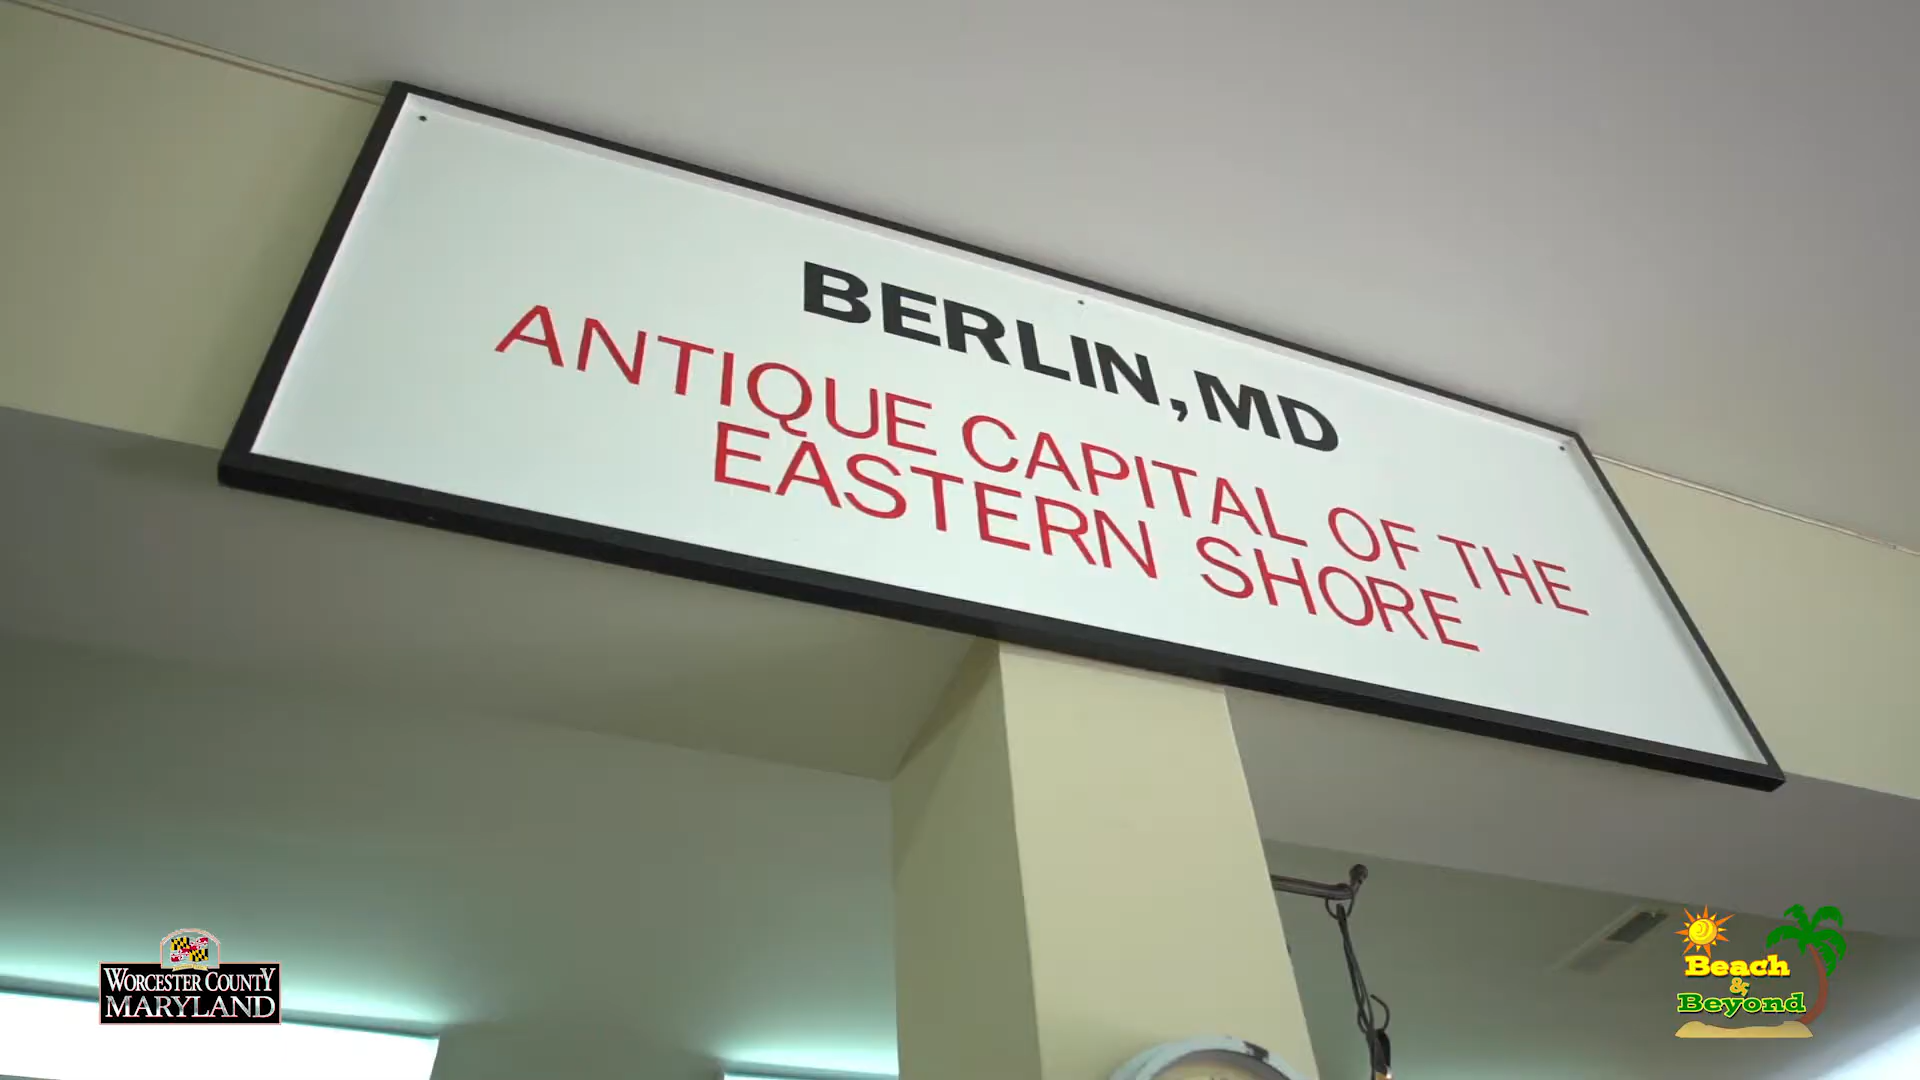 BERLIN, MD
ANTIQUE CAPITAL OF THE
EASTERN SHORE
WORCESTER COUNTY
MARYLAND
Beach
&
Beyond